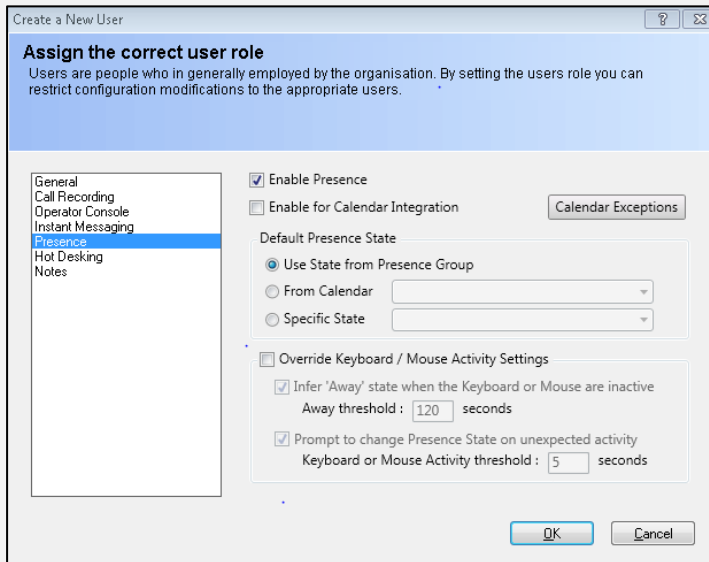 Create a New User
?
Assign the correct user role
Users are people who in generally employed by the organisation. By setting the users role you can
restrict configuration modifications to the appropriate users.
General
Call Recording
Operator Console
Instant Messaging
Presence
Hot Desking
Notes
Enable Presence
Enable for Calendar Integration
Calendar Exceptions
Default Presence State
Use State from Presence Group
From Calendar
Specific State
Override Keyboard / Mouse Activity Settings
Infer 'Away' state when the Keyboard or Mouse are inactive
Away threshold : 120 seconds
Prompt to change Presence State on unexpected activity
Keyboard or Mouse Activity threshold : 5 seconds
OK
Cancel